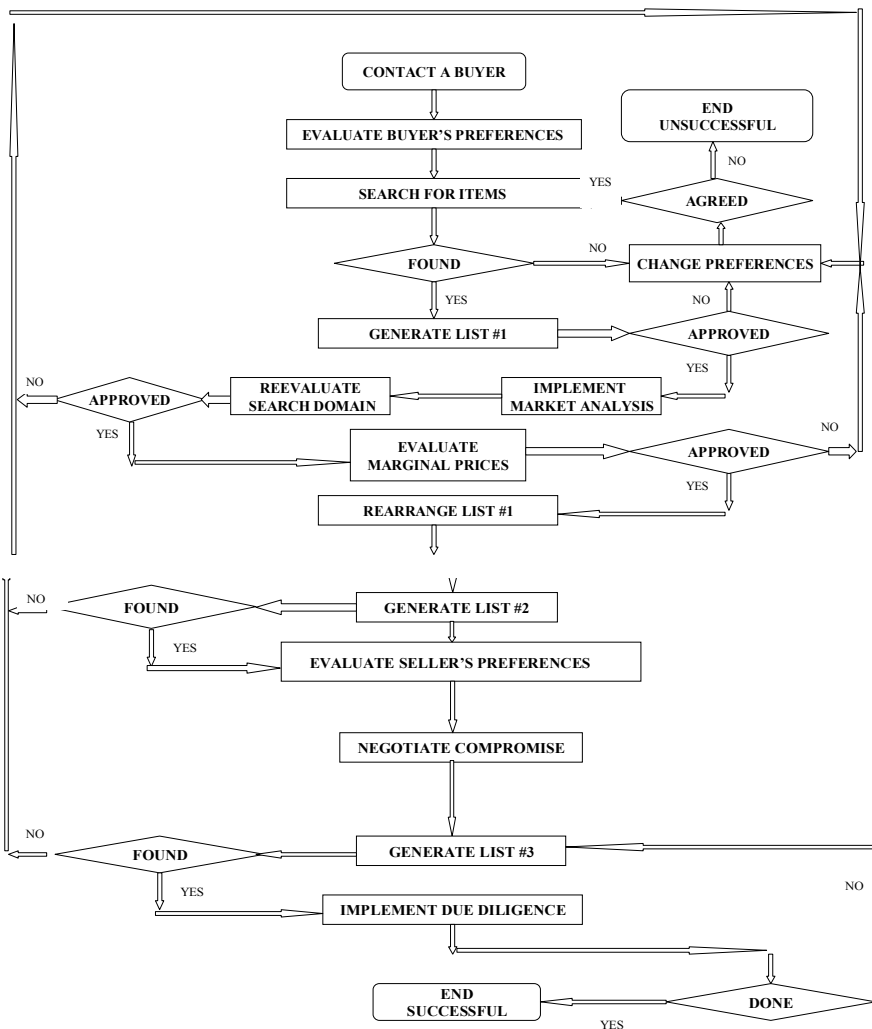 CONTACT A BUYER
END
UNSUCCESSFUL
EVALUATE BUYER’S PREFERENCES
NO
YES
SEARCH FOR ITEMS
AGREED
NO
FOUND
CHANGE PREFERENCES
YES
NO
GENERATE LIST #1
APPROVED
YES
NO
REEVALUATE
SEARCH DOMAIN
IMPLEMENT
MARKET ANALYSIS
APPROVED
YES
EVALUATE
MARGINAL PRICES
APPROVED
NO
YES
REARRANGE LIST #1
NO
FOUND
GENERATE LIST #2
YES
EVALUATE SELLER’S PREFERENCES
NEGOTIATE COMPROMISE
NO
FOUND
GENERATE LIST #3
NO
YES
IMPLEMENT DUE DILIGENCE
END
SUCCESSFUL
DONE
YES